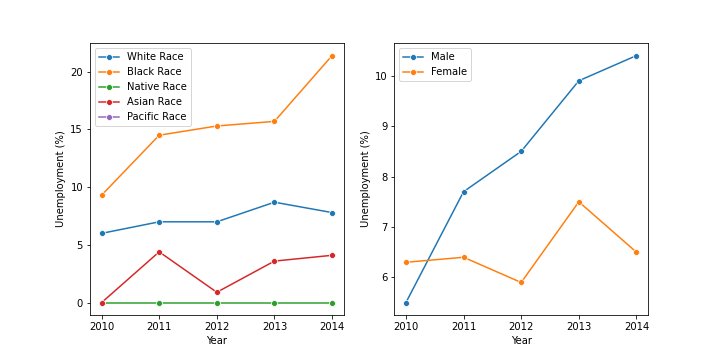 White Race
Black Race
Native Race
Asian Race
Pacific Race
20
15
10
5
0
Unemployment (%)
2010 2011 2012 2013 2014
Year
Male
Female
10
9
8
7
6
Unemployment (%)
2010 2011 2012 2013 2014
Year